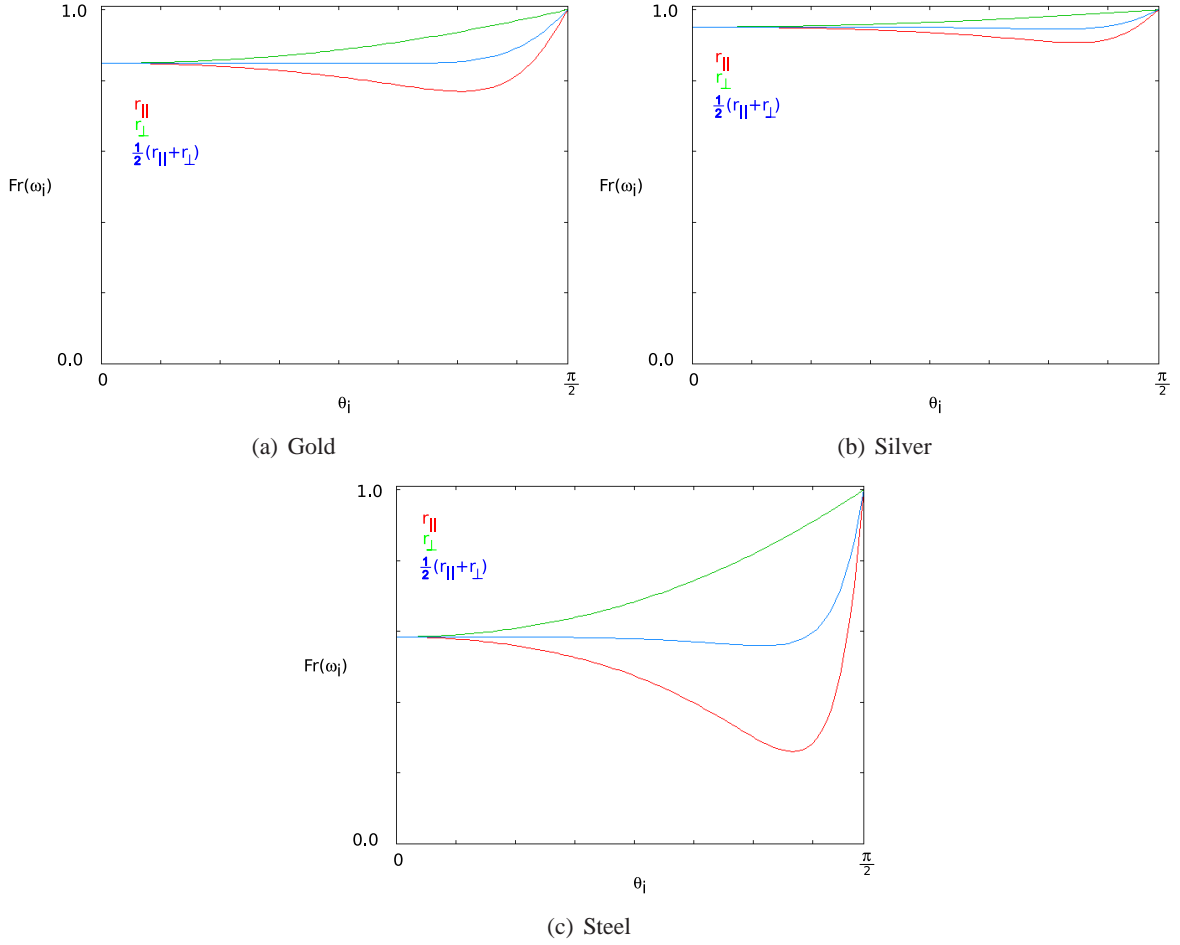 1.0
r||
r⊥
1/2(r||+r⊥)
Fr(ωi)
0.0
0
π/2
θi
(a) Gold
1.0
r||
r⊥
1/2(r||+r⊥)
Fr(ωi)
0.0
0
π/2
θi
(b) Silver
1.0
r||
r⊥
1/2(r||+r⊥)
Fr(ωi)
0.0
0
π/2
θi
(c) Steel